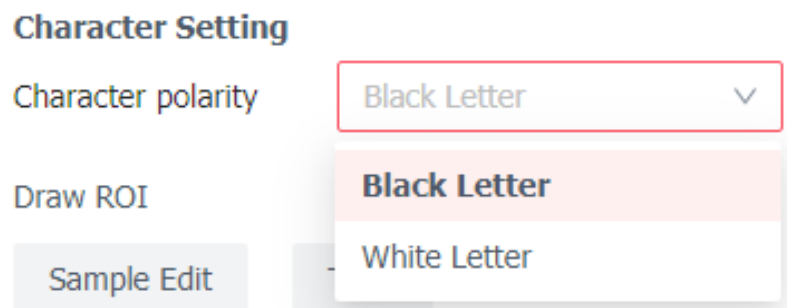 Character Setting
Character polarity Black Letter
Black Letter
Draw ROI
White Letter
Sample Edit